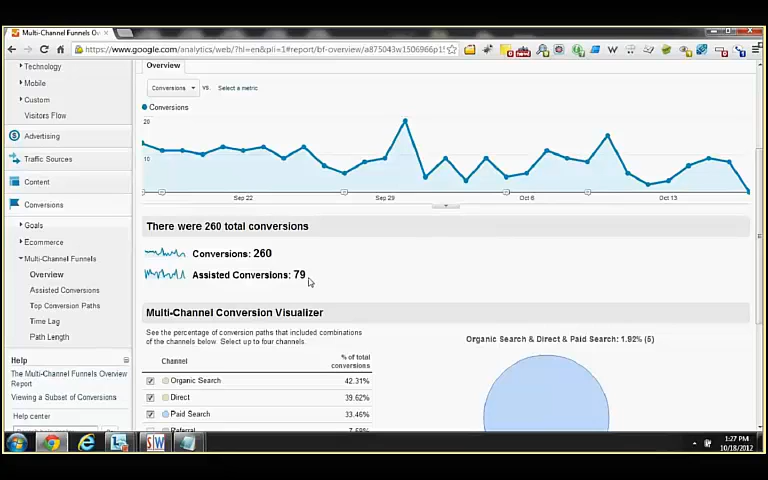 Multi-Channel Funnels Ov
https://www.google.com/analytics/web/?hl=en&pli=1#report/bf-overview/a875043w1506966p1
Technology
Mobile
Custom
Visitors Flow
Advertising
Traffic Sources
Content
Conversions
Goals
Ecommerce
Multi-Channel Funnels
Overview
Assisted Conversions
Top Conversion Paths
Time Lag
Path Length
Help
The Multi-Channel Funnels Overview
Report
Viewing a Subset of Conversions
Help center
Overview
Conversions VS. Select a metric
Conversions
20
10
Sep 22 Sep 29 Oct 6 Oct 13
There were 260 total conversions
Conversions: 260
Assisted Conversions: 79
Multi-Channel Conversion Visualizer
See the percentage of conversion paths that included combinations
of the channels below. Select up to four channels.
Channel % of total
conversions
Organic Search 42.31%
Direct 39.62%
Paid Search 33.46%
Referral 7.69%
Organic Search & Direct & Paid Search: 1.92% (5)
1:27 PM
10/18/2012